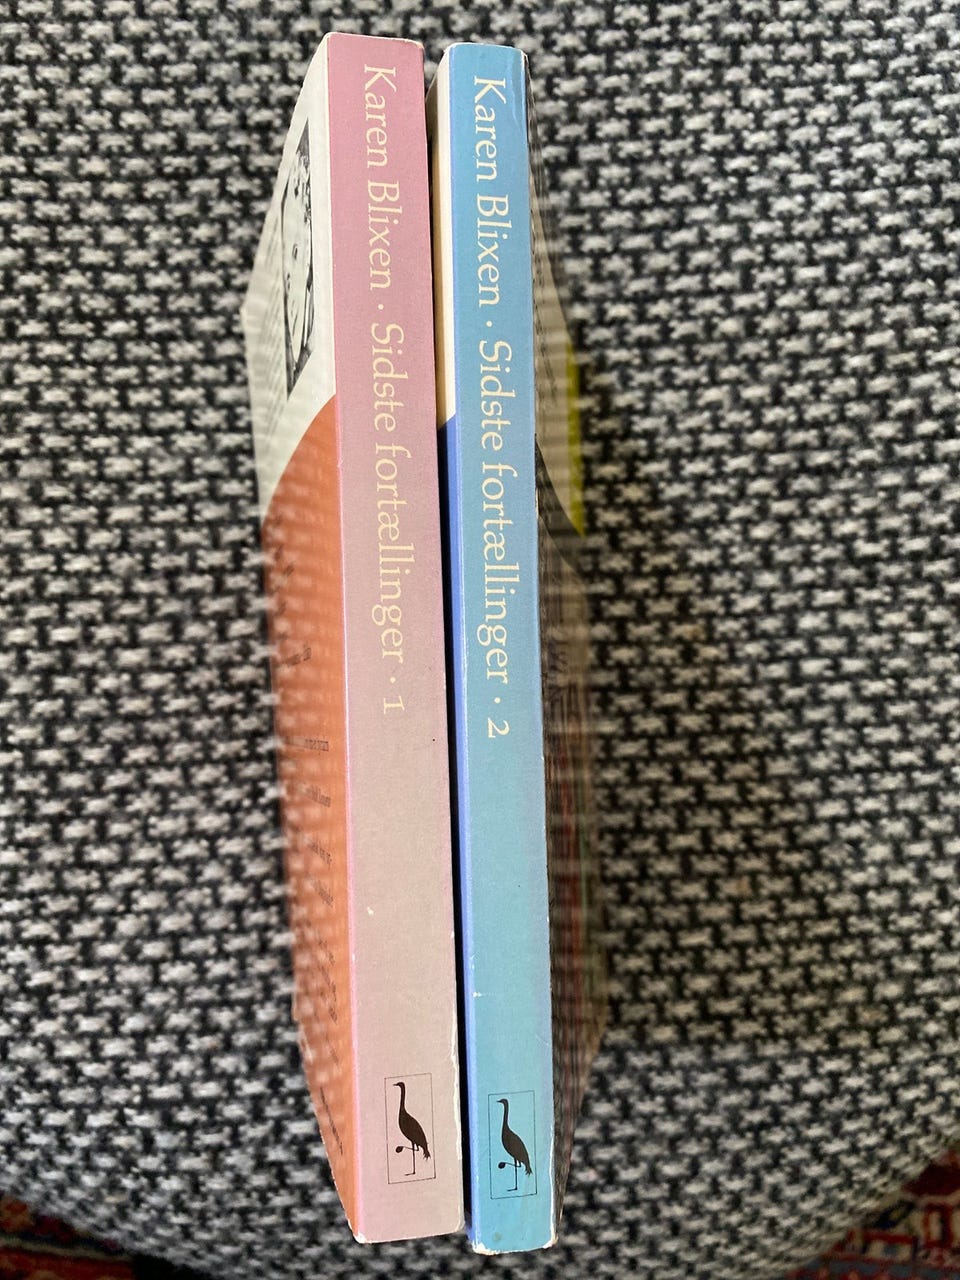 Karen Blixen · Sidste fortællinger · 1
Karen Blixen · Sidste fortællinger · 2